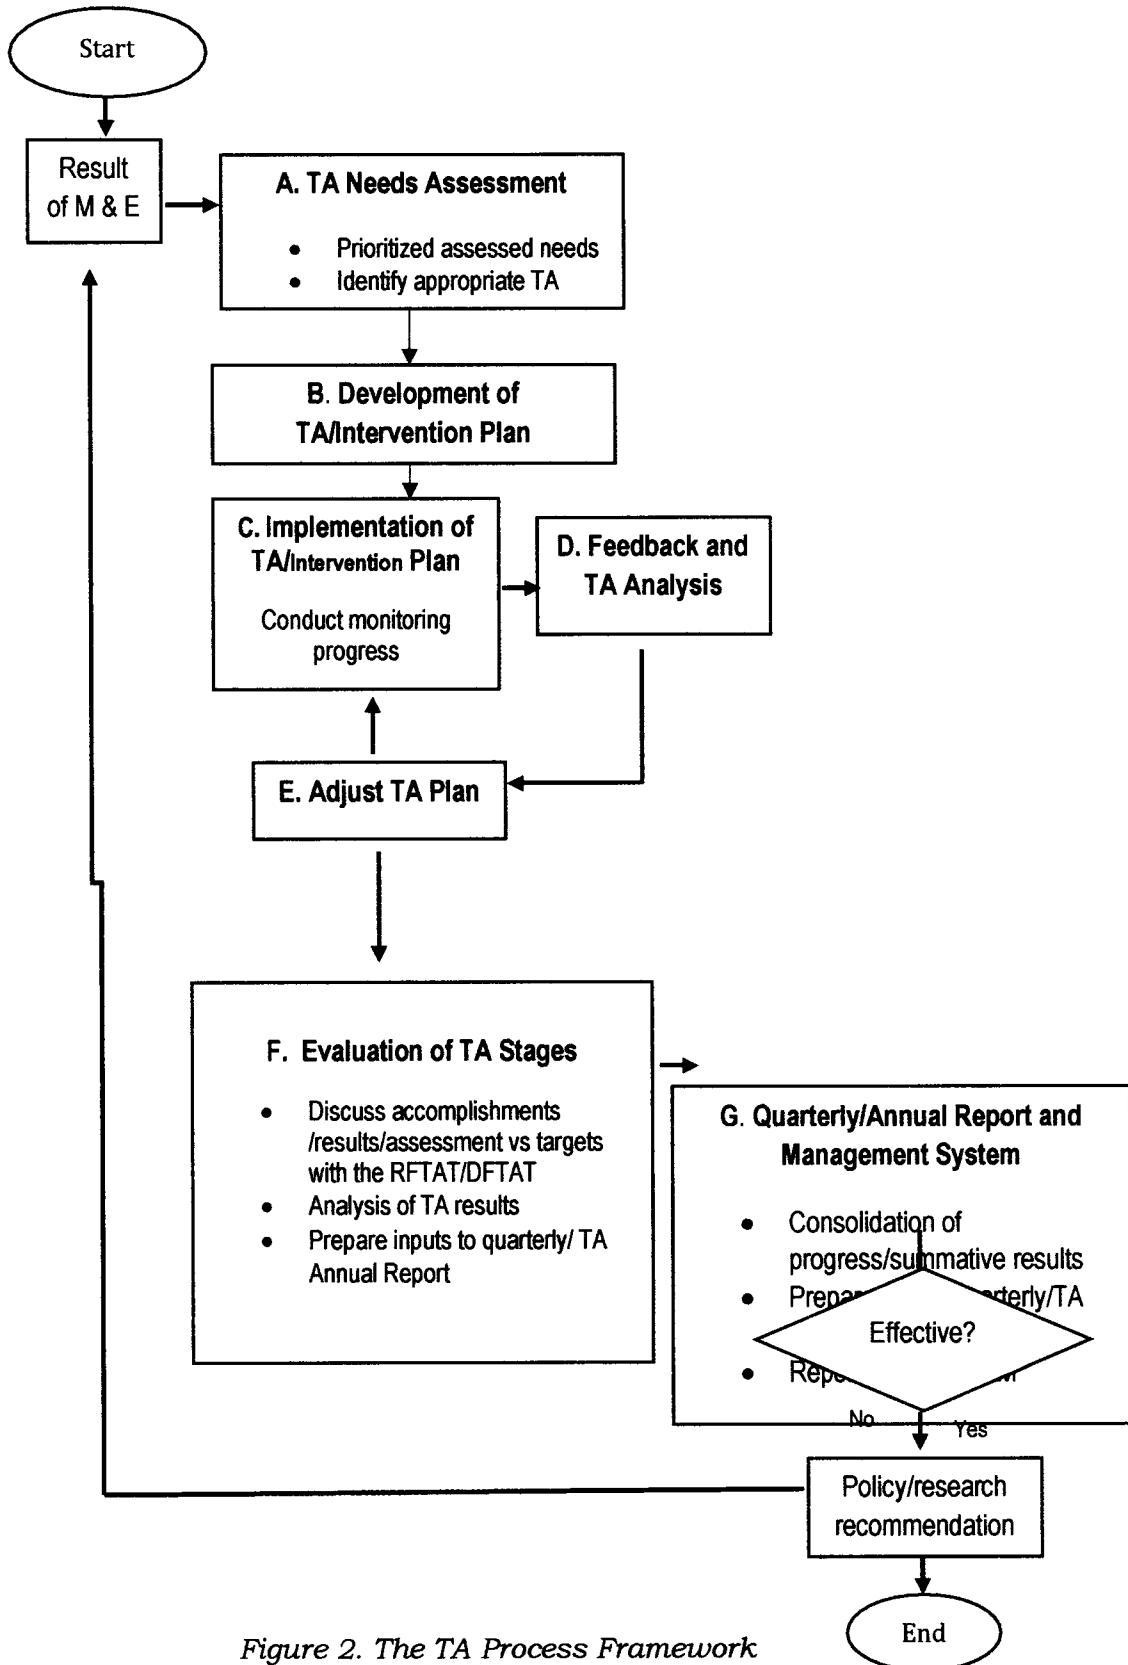 Start
Result
of M & E
A. TA Needs Assessment
• Prioritized assessed needs
• Identify appropriate TA
B. Development of
TA/Intervention Plan
C. Implementation of
TA/Intervention Plan
Conduct monitoring
progress
D. Feedback and
TA Analysis
E. Adjust TA Plan
F. Evaluation of TA Stages
• Discuss accomplishments
/results/assessment vs targets
with the RFTAT/DFTAT
• Analysis of TA results
• Prepare inputs to quarterly/ TA
Annual Report
G. Quarterly/Annual Report and
Management System
• Consolidation of
progress/summative results
• /TA
•
Effective?
No
Yes
Policy/research
recommendation
End
Figure 2. The TA Process Framework